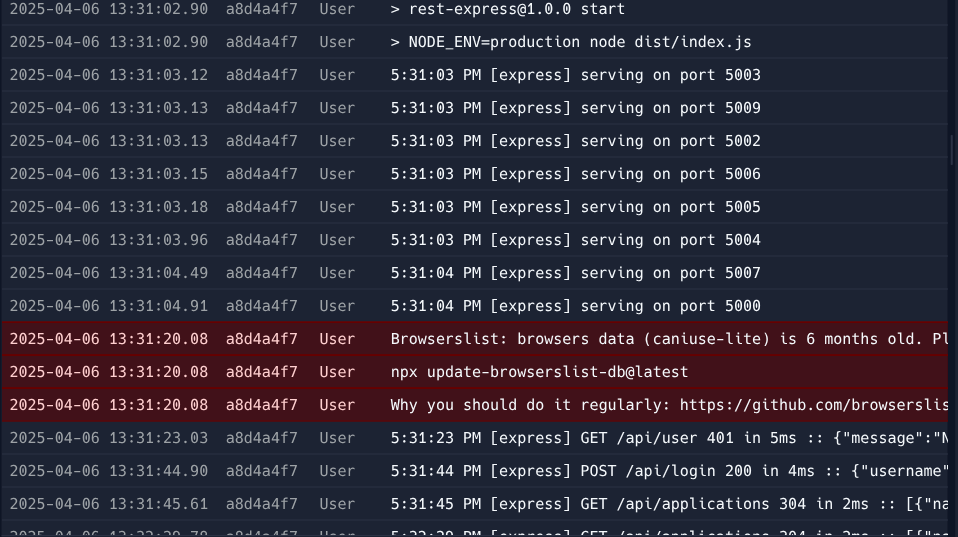 2025-04-06 13:31:02.90 a8d4a4f7 User > rest-express@1.0.0 start
2025-04-06 13:31:02.90 a8d4a4f7 User > NODE_ENV=production node dist/index.js
2025-04-06 13:31:03.12 a8d4a4f7 User 5:31:03 PM [express] serving on port 5003
2025-04-06 13:31:03.13 a8d4a4f7 User 5:31:03 PM [express] serving on port 5009
2025-04-06 13:31:03.13 a8d4a4f7 User 5:31:03 PM [express] serving on port 5002
2025-04-06 13:31:03.15 a8d4a4f7 User 5:31:03 PM [express] serving on port 5006
2025-04-06 13:31:03.18 a8d4a4f7 User 5:31:03 PM [express] serving on port 5005
2025-04-06 13:31:03.96 a8d4a4f7 User 5:31:03 PM [express] serving on port 5004
2025-04-06 13:31:04.49 a8d4a4f7 User 5:31:04 PM [express] serving on port 5007
2025-04-06 13:31:04.91 a8d4a4f7 User 5:31:04 PM [express] serving on port 5000
2025-04-06 13:31:20.08 a8d4a4f7 User Browserslist: browsers data (caniuse-lite) is 6 months old. Pl
2025-04-06 13:31:20.08 a8d4a4f7 User npx update-browserslist-db@latest
2025-04-06 13:31:20.08 a8d4a4f7 User Why you should do it regularly: https://github.com/browserslis
2025-04-06 13:31:23.03 a8d4a4f7 User 5:31:23 PM [express] GET /api/user 401 in 5ms :: {"message":"N
2025-04-06 13:31:44.90 a8d4a4f7 User 5:31:44 PM [express] POST /api/login 200 in 4ms :: {"username"
2025-04-06 13:31:45.61 a8d4a4f7 User 5:31:45 PM [express] GET /api/applications 304 in 2ms :: [{"na